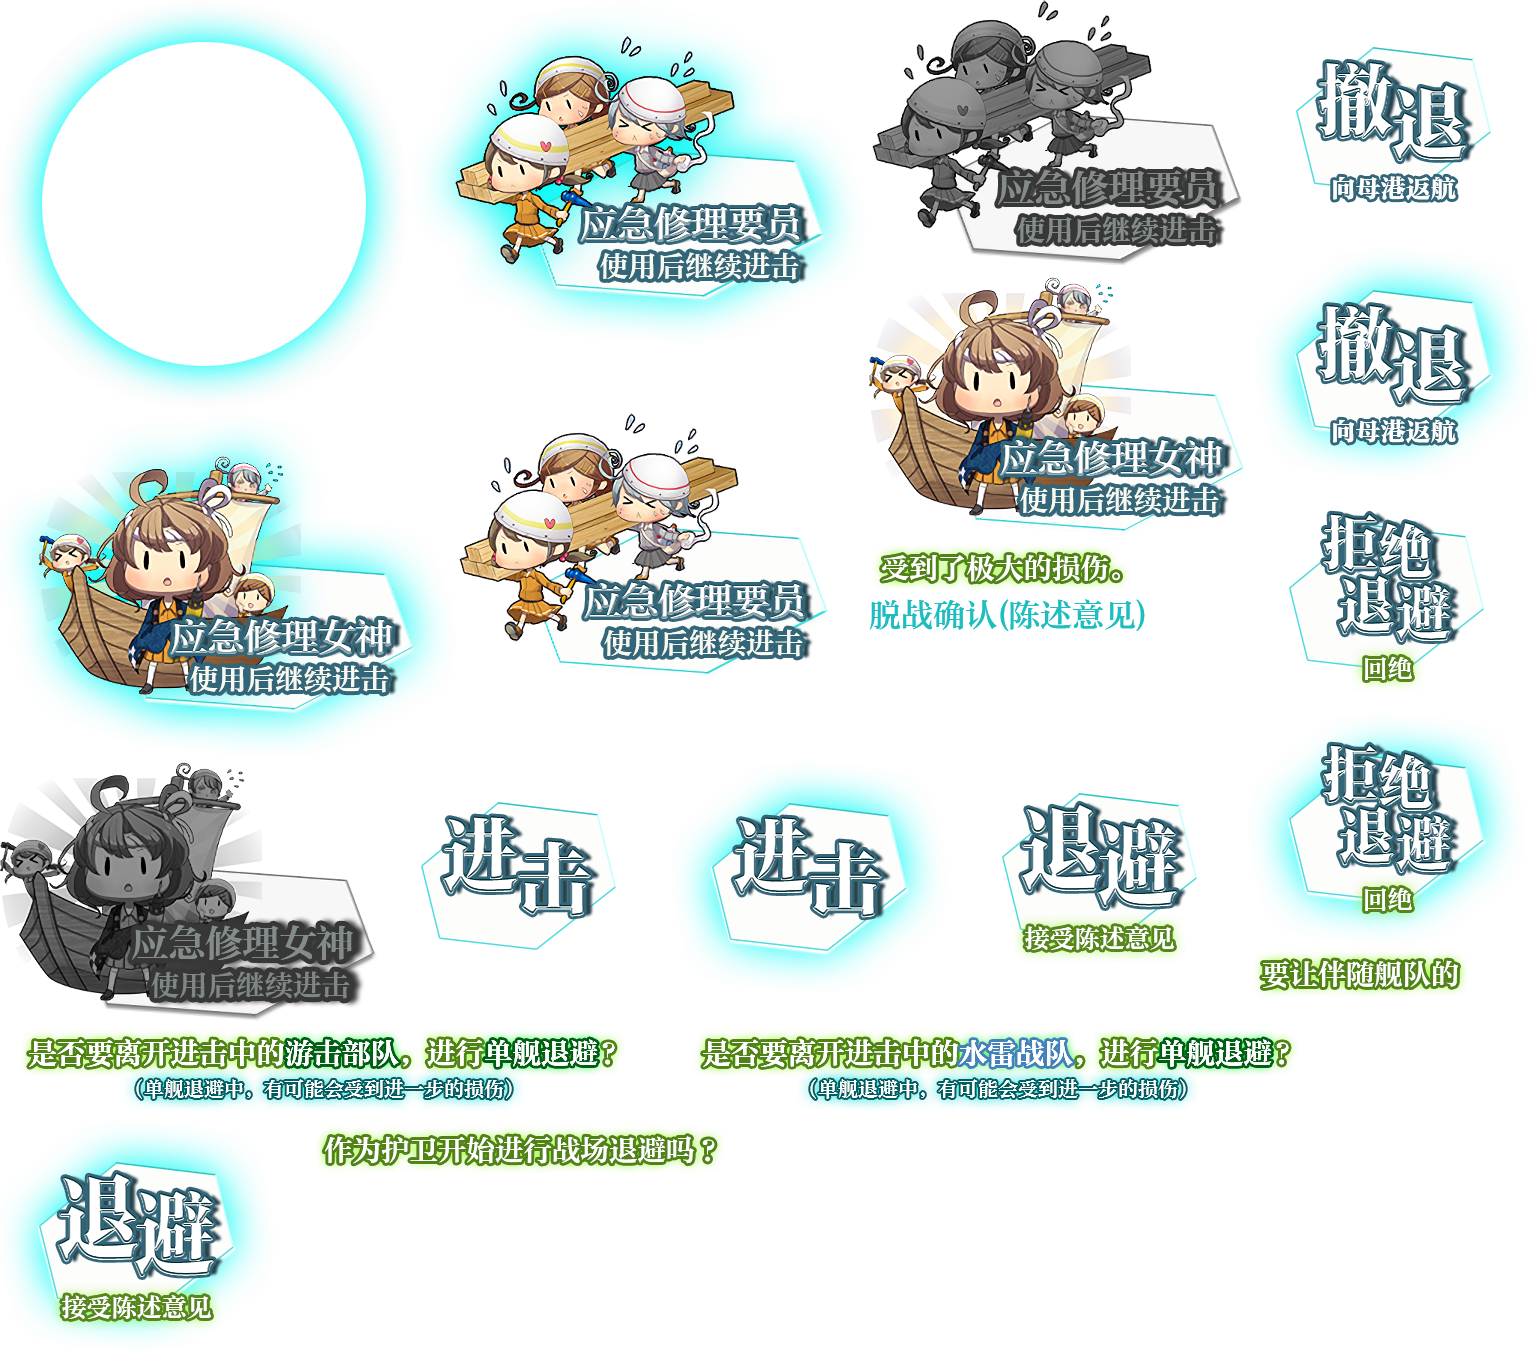 应急修理要员
使用后继续进击
应急修理要员
使用后继续进击
撤退
向母港返航
撤退
向母港返航
应急修理女神
使用后继续进击
应急修理女神
使用后继续进击
应急修理要员
使用后继续进击
受到了极大的损伤。
脱战确认(陈述意见)
拒绝
退避
回绝
拒绝
退避
回绝
应急修理女神
使用后继续进击
进击
进击
退避
接受陈述意见
要让伴随舰队的
是否要离开进击中的游击部队，进行单舰退避？
（单舰退避中，有可能会受到进一步的损伤）
是否要离开进击中的水雷战队，进行单舰退避？
（单舰退避中，有可能会受到进一步的损伤）
作为护卫开始进行战场退避吗？
退避
接受陈述意见